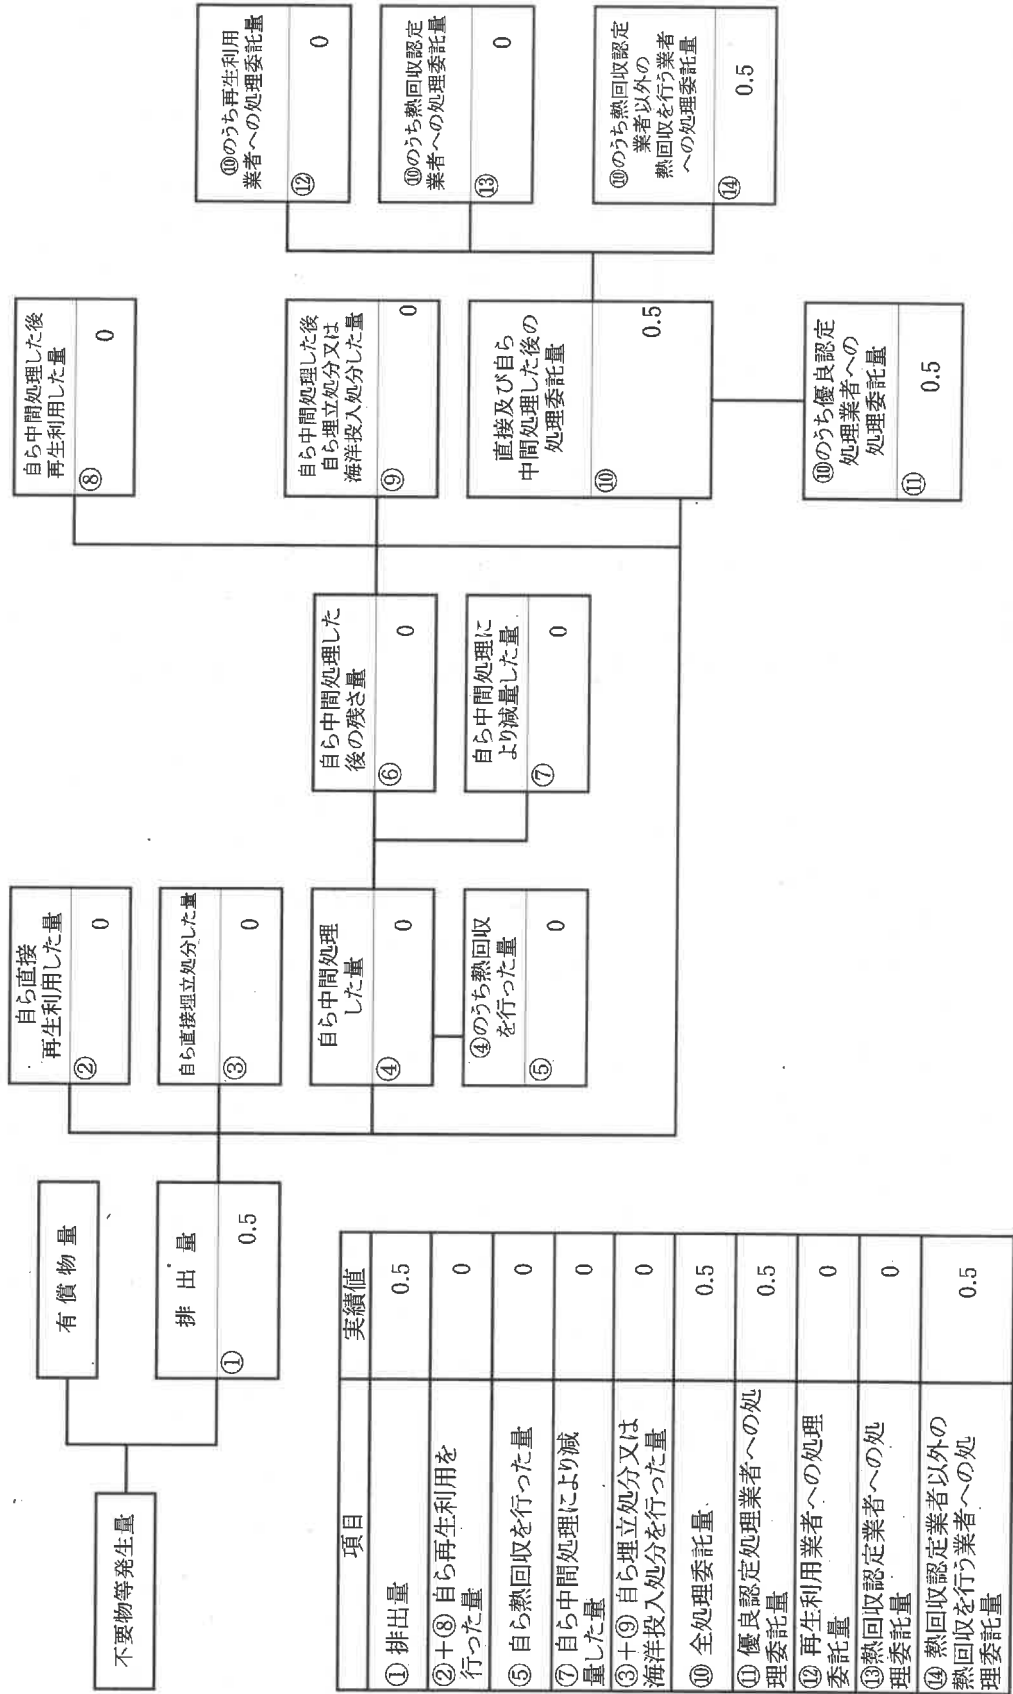 不要物等発生量
有償物量
排出量
①
0.5
自ら直接
再生利用した量
②
0
自ら直接埋立処分した量
③
0
自ら中間処理
した量
④
0
④のうち熱回収
を行った量
⑤
0
自ら中間処理した
後の残さ量
⑥
0
自ら中間処理に
より減量した量
⑦
0
自ら中間処理した後
再生利用した量
⑧
0
自ら中間処理した後
自ら埋立処分又は
海洋投入処分した量
⑨
0
直接及び自ら
中間処理した後の
処理委託量
⑩
0.5
⑩のうち優良認定
処理業者への
処理委託量
⑪
0.5
⑩のうち再生利用
業者への処理委託量
⑫
0
⑩のうち熱回収認定
業者への処理委託量
⑬
0
⑩のうち熱回収認定
業者以外の
熱回収を行う業者
への処理委託量
⑭
0.5
項目 実績値
①排出量 0.5
②+⑧自ら再生利用を
行った量 0
⑤自ら熱回収を行った量 0
⑦自ら中間処理により減
量した量 0
③+⑨自ら埋立処分又は
海洋投入処分を行った量 0
⑩全処理委託量 0.5
⑪優良認定処理業者への処
理委託量 0.5
⑫再生利用業者への処理
委託量 0
⑬熱回収認定業者への処
理委託量 0
⑭熱回収認定業者以外の
熱回収を行う業者への処
理委託量 0.5